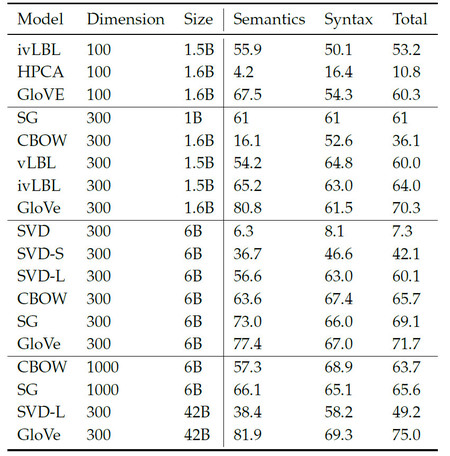 Model Dimension Size Semantics Syntax Total
ivLBL 100 1.5B 55.9 50.1 53.2
HPCA 100 1.6B 4.2 16.4 10.8
GloVE 100 1.6B 67.5 54.3 60.3
SG 300 1B 61 61 61
CBOW 300 1.6B 16.1 52.6 36.1
vLBL 300 1.5B 54.2 64.8 60.0
ivLBL 300 1.5B 65.2 63.0 64.0
GloVe 300 1.6B 80.8 61.5 70.3
SVD 300 6B 6.3 8.1 7.3
SVD-S 300 6B 36.7 46.6 42.1
SVD-L 300 6B 56.6 63.0 60.1
CBOW 300 6B 63.6 67.4 65.7
SG 300 6B 73.0 66.0 69.1
GloVe 300 6B 77.4 67.0 71.7
CBOW 1000 6B 57.3 68.9 63.7
SG 1000 6B 66.1 65.1 65.6
SVD-L 300 42B 38.4 58.2 49.2
GloVe 300 42B 81.9 69.3 75.0